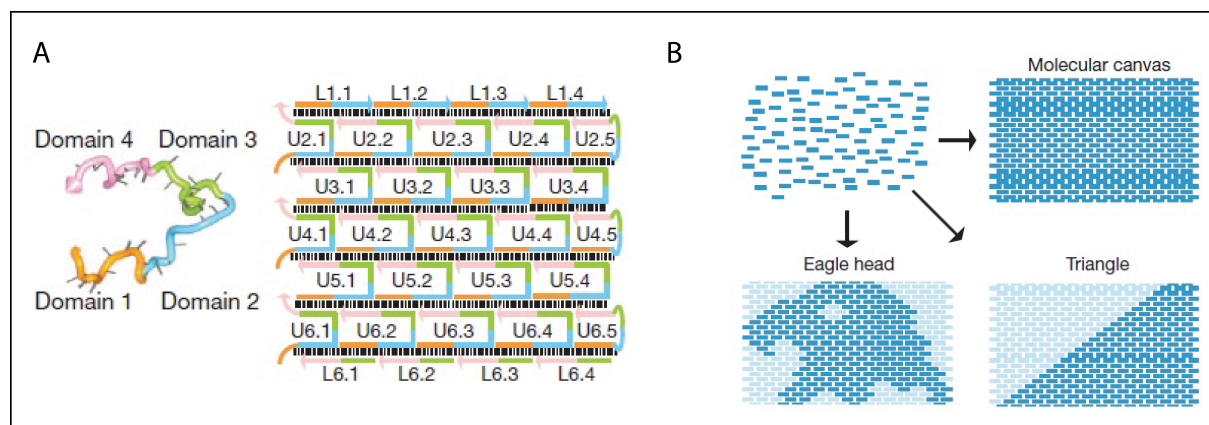 A
L1.1 L1.2 L1.3 L1.4
Domain 4 Domain 3
U2.1 U2.2 U2.3 U2.4 U2.5
U3.1 U3.2 U3.3 U3.4
U4.1 U4.2 U4.3 U4.4 U4.5
Domain 1 Domain 2
U5.1 U5.2 U5.3 U5.4
U6.1 U6.2 U6.3 U6.4 U6.5
L6.1 L6.2 L6.3 L6.4
B
Molecular canvas
Eagle head
Triangle